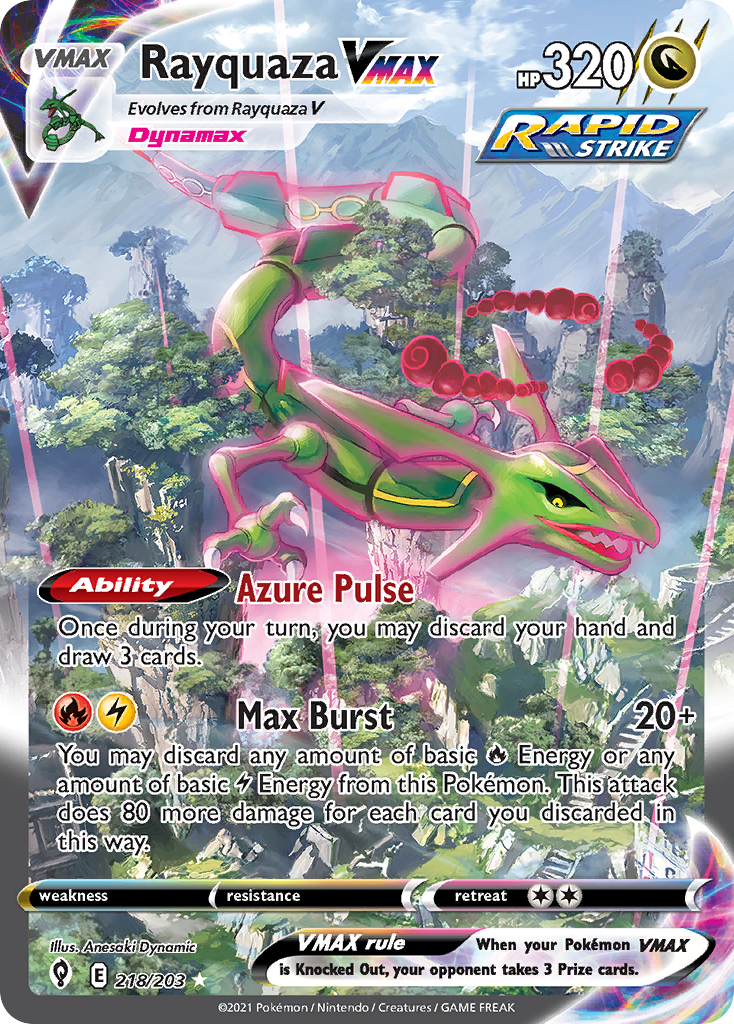 VMAX
Rayquaza VMAX
HP 320
Evolves from Rayquaza V
Dynamax
RAPID
STRIKE
Ability Azure Pulse
Once during your turn, you may discard your hand and
draw 3 cards.
Max Burst 20+
You may discard any amount of basic Energy or any
amount of basic Energy from this Pokémon. This attack
does 80 more damage for each card you discarded in
this way.
weakness resistance retreat
Illus. Anesaki Dynamic
VMAX rule When your Pokémon VMAX
is Knocked Out, your opponent takes 3 Prize cards.
E 218/203 ★
©2021 Pokémon / Nintendo / Creatures / GAME FREAK